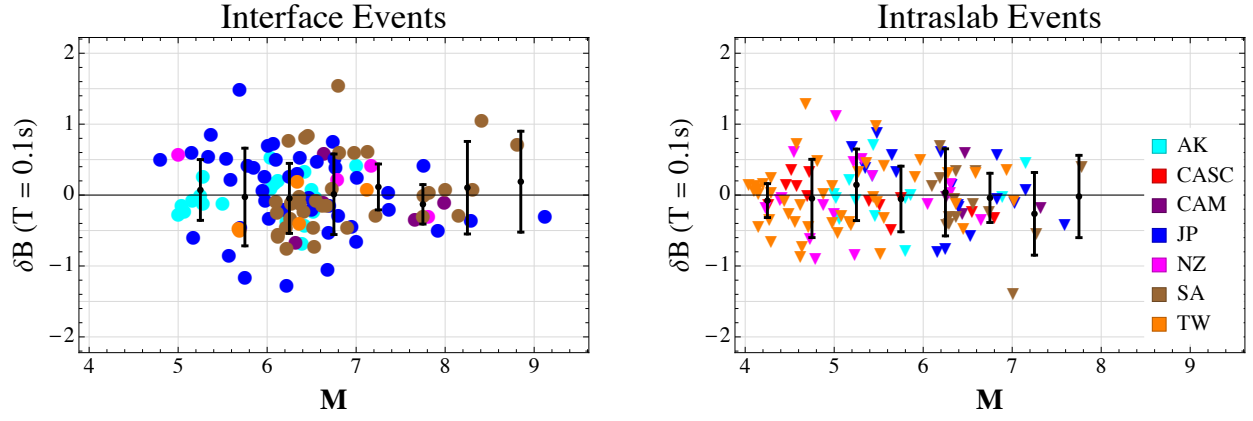 Interface Events
2
1
0
−1
−2
δB (T = 0.1s)
4 5 6 7 8 9
M
Intraslab Events
2
1
0
−1
−2
δB (T = 0.1s)
AK
CASC
CAM
JP
NZ
SA
TW
4 5 6 7 8 9
M